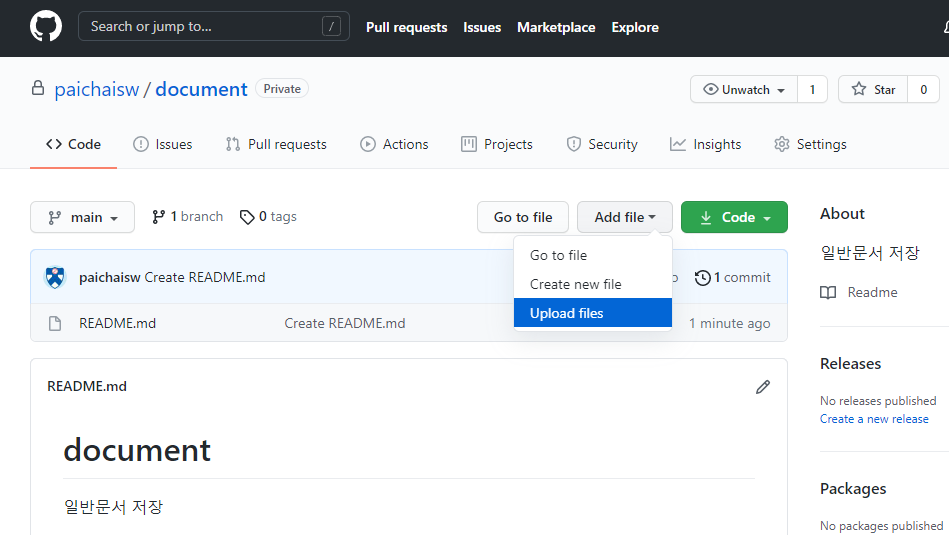 Search or jump to... /
Pull requests Issues Marketplace Explore
paichaisw / document Private
Unwatch 1 Star 0
Code Issues Pull requests Actions Projects Security Insights Settings
main 1 branch 0 tags
Go to file Add file Code
Go to file
Create new file
Upload files
paichaisw Create README.md o 1 commit
README.md Create README.md 1 minute ago
README.md
document
일반문서 저장
About
일반문서 저장
Readme
Releases
No releases published
Create a new release
Packages
No packages published